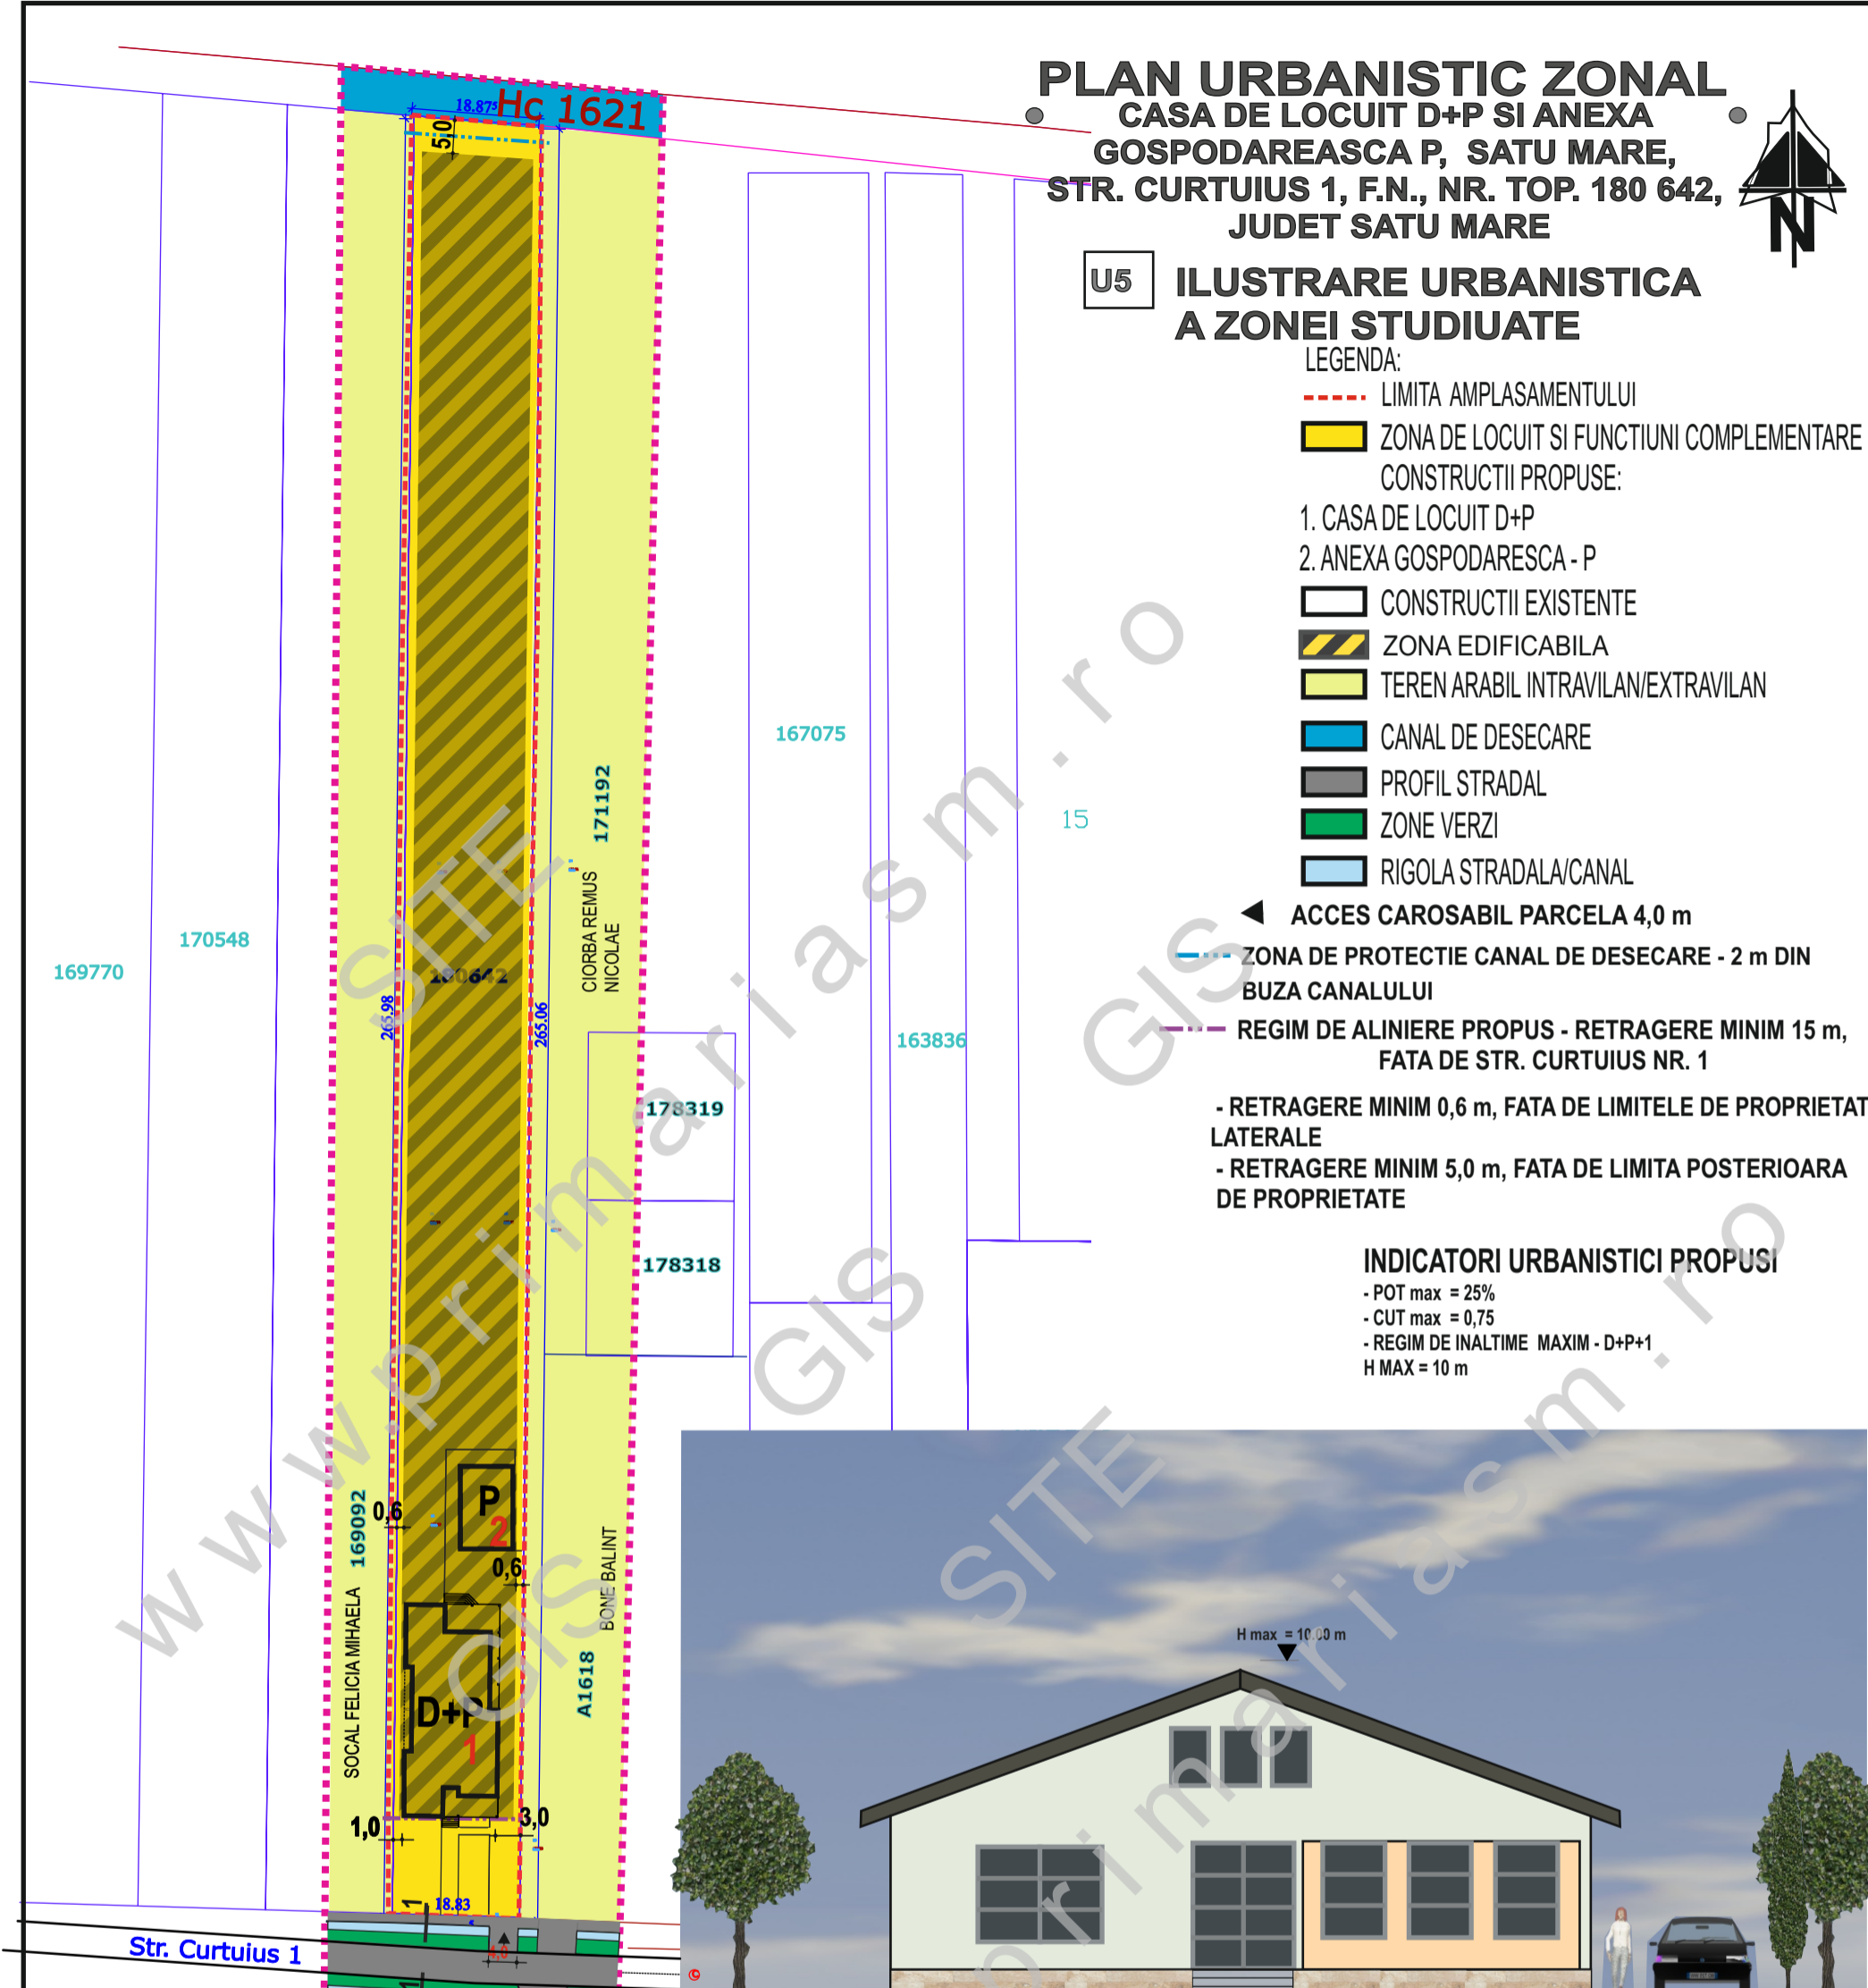 PLAN URBANISTIC ZONAL
CASA DE LOCUIT D+P SI ANEXA
GOSPODAREASCA P, SATU MARE,
STR. CURTUIUS 1, F.N., NR. TOP. 180 642,
JUDET SATU MARE
N
U5
ILUSTRARE URBANISTICA
A ZONEI STUDIUATE
LEGENDA:
LIMITA AMPLASAMENTULUI
ZONA DE LOCUIT SI FUNCTIUNI COMPLEMENTARE
CONSTRUCTII PROPUSE:
1. CASA DE LOCUIT D+P
2. ANEXA GOSPODARESCA - P
CONSTRUCTII EXISTENTE
ZONA EDIFICABILA
TEREN ARABIL INTRAVILAN/EXTRAVILAN
CANAL DE DESECARE
PROFIL STRADAL
ZONE VERZI
RIGOLA STRADALA/CANAL
ACCES CAROSABIL PARCELA 4,0 m
ZONA DE PROTECTIE CANAL DE DESECARE - 2 m DIN
BUZA CANALULUI
REGIM DE ALINIERE PROPUS - RETRAGERE MINIM 15 m,
FATA DE STR. CURTUIUS NR. 1
- RETRAGERE MINIM 0,6 m, FATA DE LIMITELE DE PROPRIETAT
LATERALE
- RETRAGERE MINIM 5,0 m, FATA DE LIMITA POSTERIOARA
DE PROPRIETATE
INDICATORI URBANISTICI PROPUSI
- POT max = 25%
- CUT max = 0,75
- REGIM DE INALTIME MAXIM - D+P+1
H MAX = 10 m
H max = 10.00 m
Hc 1621
18.875
5,0
167075
171192
15
170548
169770
CIORBA REMUS
NICOLAE
180642
265.98
265.06
163836
178319
178318
P
2
0,6
0,6
169092
SOCAL FELICIA MIHAELA
BONE BALINT
A1618
D+P
1
1,0
3,0
18.83
1
1
Str. Curtuius 1
©
SITE
GIS
www.primariasm.ro
SITE
GIS
GIS
primariasm.ro